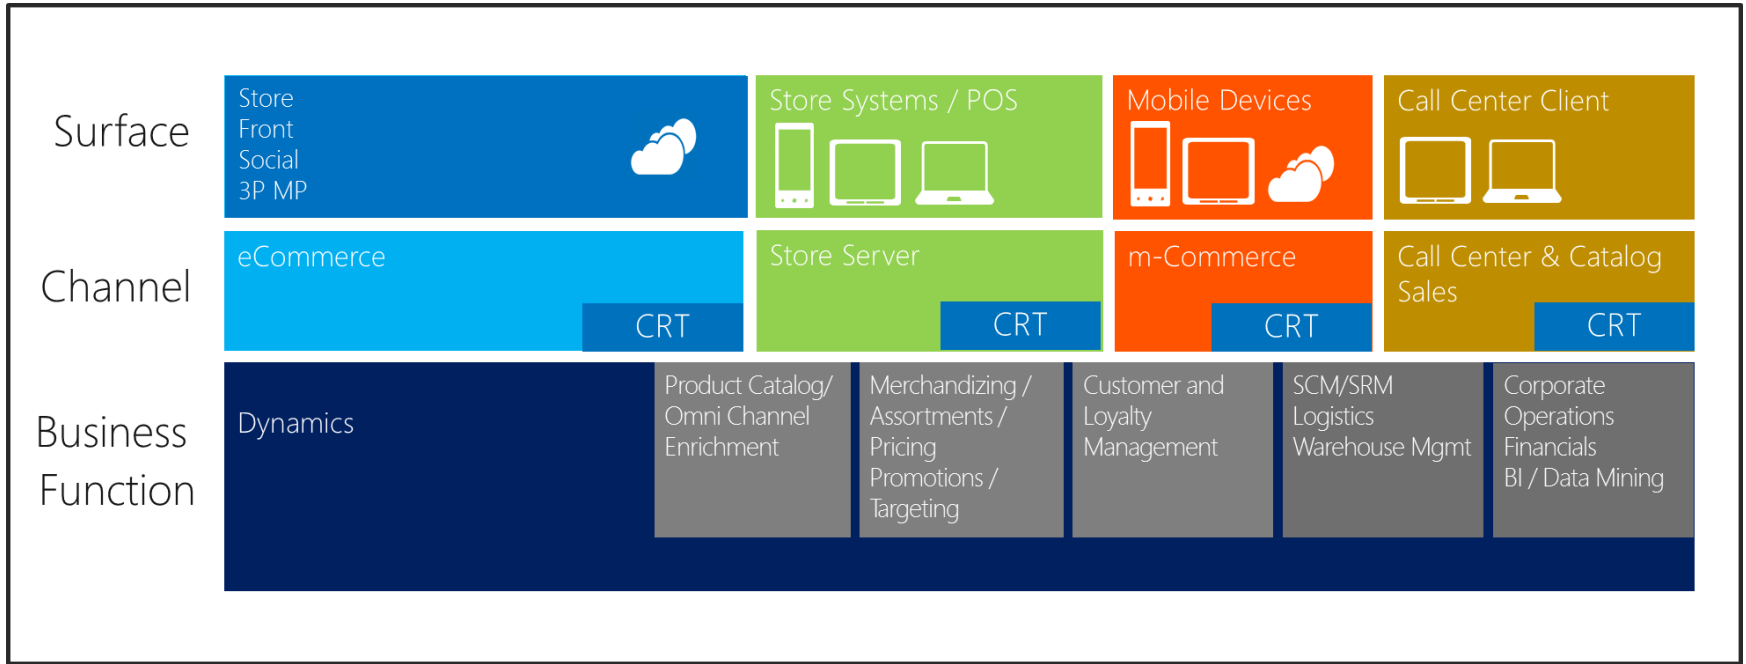 Surface
Store
Front
Social
3P MP
Store Systems / POS
Mobile Devices
Call Center Client
Channel
eCommerce
CRT
Store Server
CRT
m-Commerce
CRT
Call Center & Catalog
Sales
CRT
Business
Function
Dynamics
Product Catalog/
Omni Channel
Enrichment
Merchandizing /
Assortments /
Pricing
Promotions /
Targeting
Customer and
Loyalty
Management
SCM/SRM
Logistics
Warehouse Mgmt
Corporate
Operations
Financials
BI / Data Mining